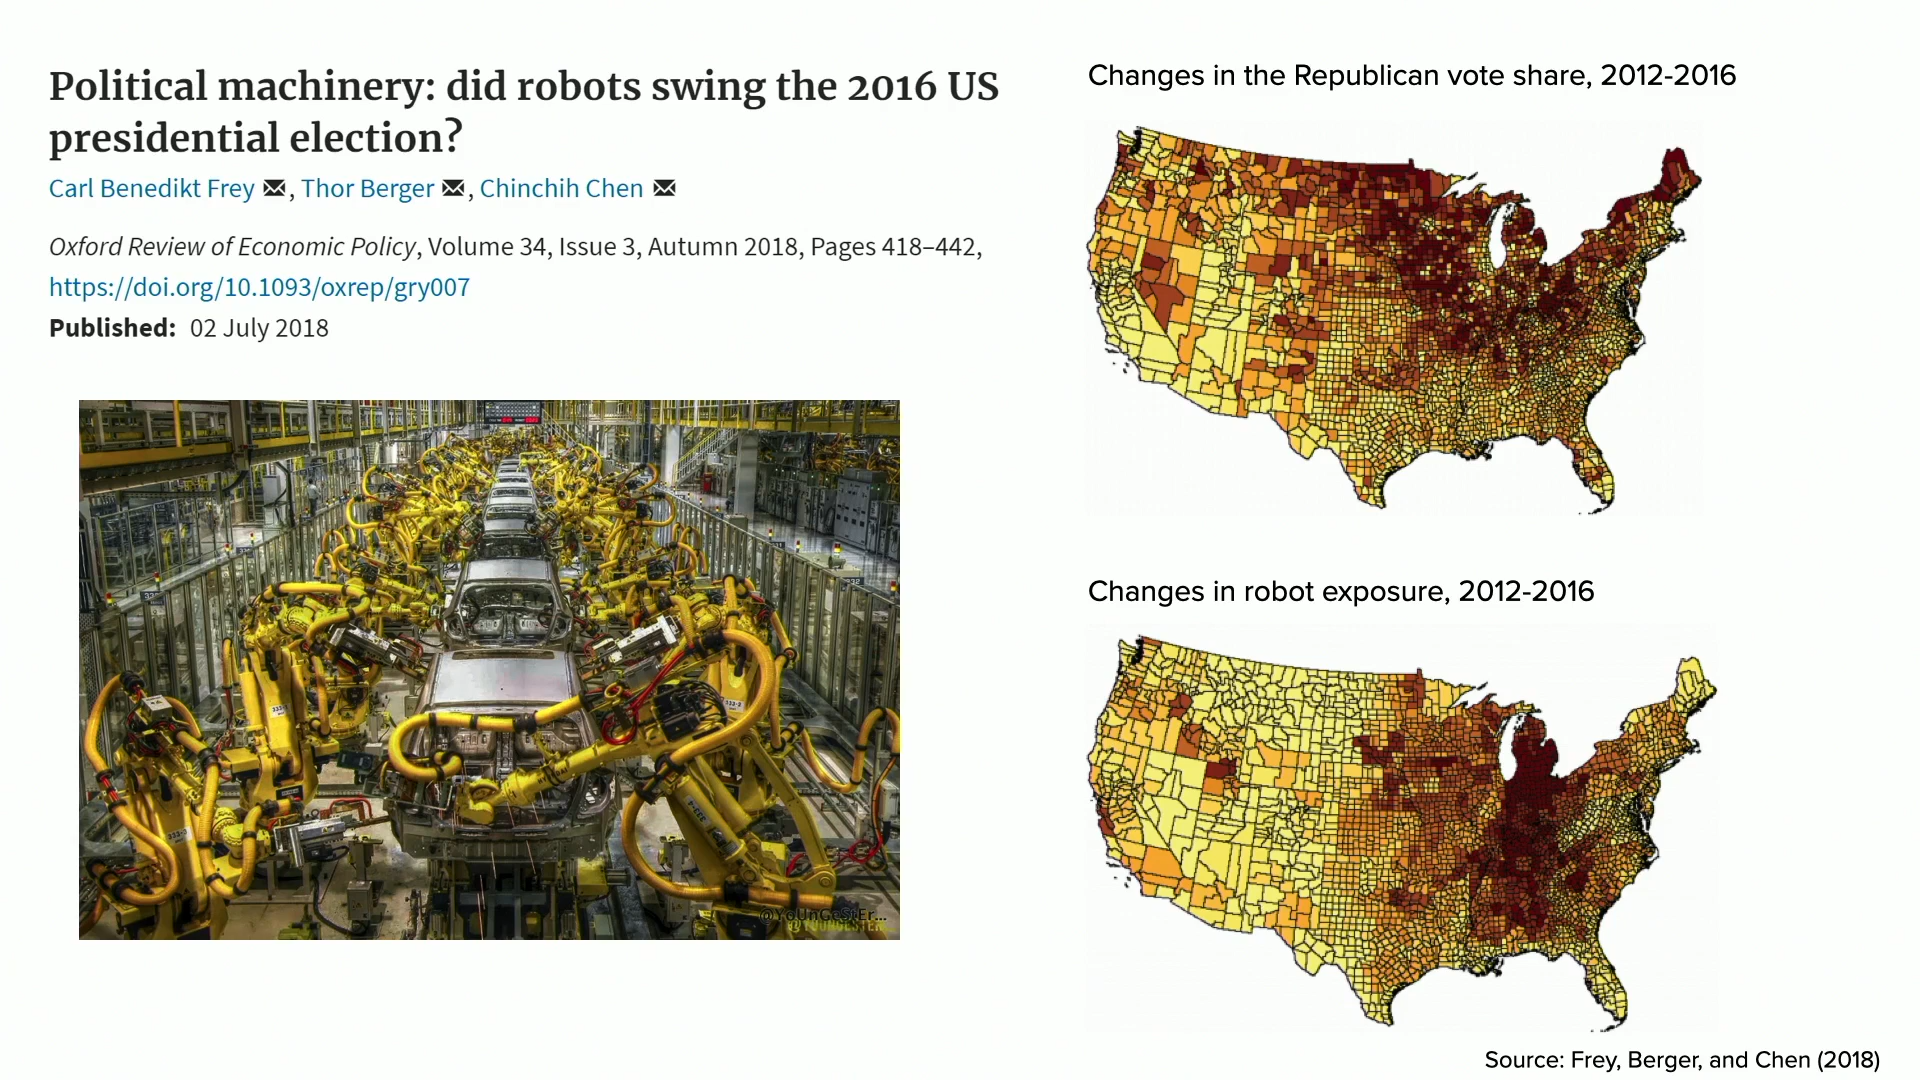 Political machinery: did robots swing the 2016 US
presidential election?
Carl Benedikt Frey ✉, Thor Berger ✉, Chinchih Chen ✉
Oxford Review of Economic Policy, Volume 34, Issue 3, Autumn 2018, Pages 418–442,
https://doi.org/10.1093/oxrep/gry007
Published: 02 July 2018
@YoUnGeStEr...
Changes in the Republican vote share, 2012-2016
Changes in robot exposure, 2012-2016
Source: Frey, Berger, and Chen (2018)